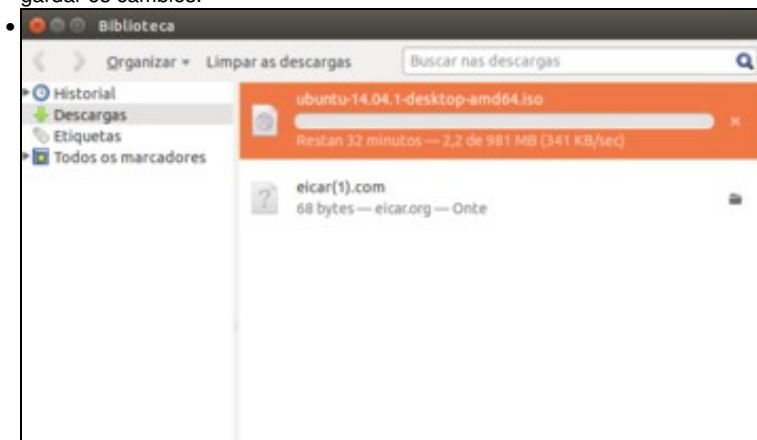 gardar os cambios.
Biblioteca
Organizar Limpar as descargas Buscar nas descargas
Historial
Descargas
Etiquetas
Todos os marcadores
ubuntu-14.04.1-desktop-amd64.iso
Restan 32 minutos — 2,2 de 981 MB (341 KB/sec)
eicar(1).com
68 bytes — eicar.org — Onte